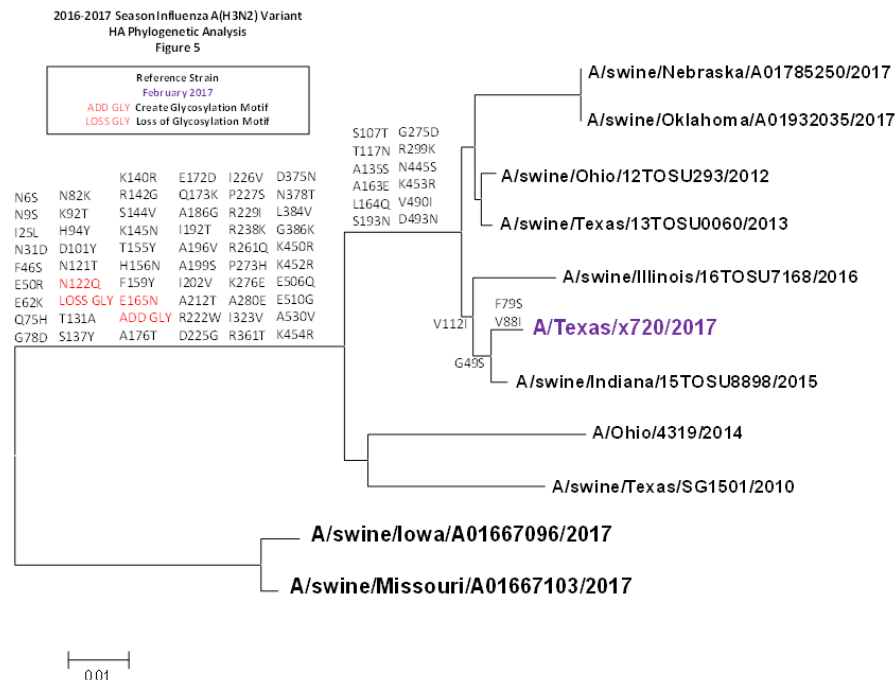 2016-2017 Season Influenza A(H3N2) Variant
HA Phylogenetic Analysis
Figure 5
Reference Strain
February 2017
ADD GLY Create Glycosylation Motif
LOSS GLY Loss of Glycosylation Motif
N6S
N9S
I25L
N31D
F46S
E50R
E62K
Q75H
G78D
N82K
K92T
H94Y
D101Y
N121T
N122Q
LOSS GLY
T131A
S137Y
K140R
R142G
S144V
K145N
T155Y
H156N
F159Y
E165N
ADD GLY
A176T
E172D
Q173K
A186G
I192T
A196V
A199S
I202V
A212T
R222W
D225G
I226V
P227S
R229I
R238K
R261Q
P273H
K276E
A280E
I323V
R361T
D375N
N378T
L384V
G386K
K450R
K452R
E506Q
E510G
A530V
K454R
S107T
T117N
A135S
A163E
L164Q
S193N
G275D
R299K
N445S
K453R
V490I
D493N
A/swine/Nebraska/A01785250/2017
A/swine/Oklahoma/A01932035/2017
A/swine/Ohio/12TOSU293/2012
A/swine/Texas/13TOSU0060/2013
A/swine/Illinois/16TOSU7168/2016
V112I
F79S
V88I
A/Texas/x720/2017
G49S
A/swine/Indiana/15TOSU8898/2015
A/Ohio/4319/2014
A/swine/Texas/SG1501/2010
A/swine/Iowa/A01667096/2017
A/swine/Missouri/A01667103/2017
0.01